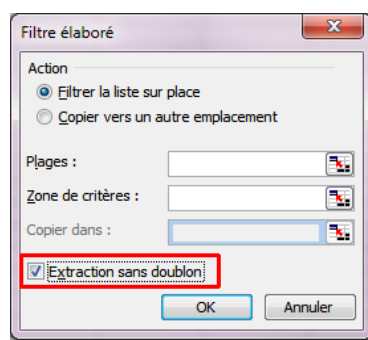 Filtre élaboré
Action
Filtrer la liste sur place
Copier vers un autre emplacement
Plages :
Zone de critères :
Copier dans :
Extraction sans doublon
OK Annuler